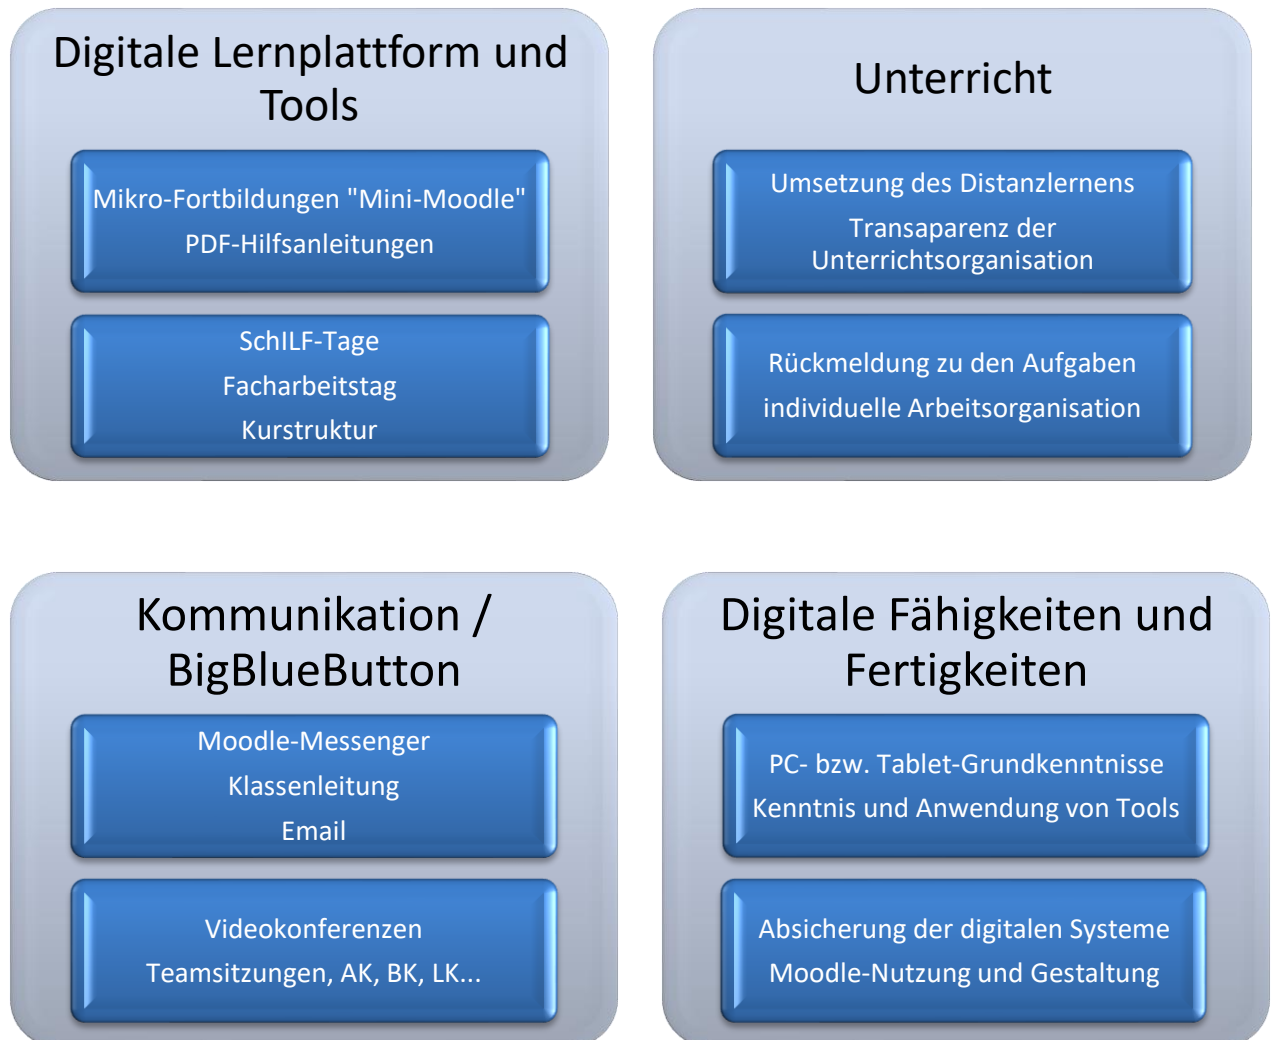 Digitale Lernplattform und
Tools
Mikro-Fortbildungen "Mini-Moodle"
PDF-Hilfsanleitungen
SchILF-Tage
Facharbeitstag
Kurstruktur
Unterricht
Umsetzung des Distanzlernens
Transaparenz der
Unterrichtsorganisation
Rückmeldung zu den Aufgaben
individuelle Arbeitsorganisation
Kommunikation /
BigBlueButton
Moodle-Messenger
Klassenleitung
Email
Videokonferenzen
Teamsitzungen, AK, BK, LK...
Digitale Fähigkeiten und
Fertigkeiten
PC- bzw. Tablet-Grundkenntnisse
Kenntnis und Anwendung von Tools
Absicherung der digitalen Systeme
Moodle-Nutzung und Gestaltung